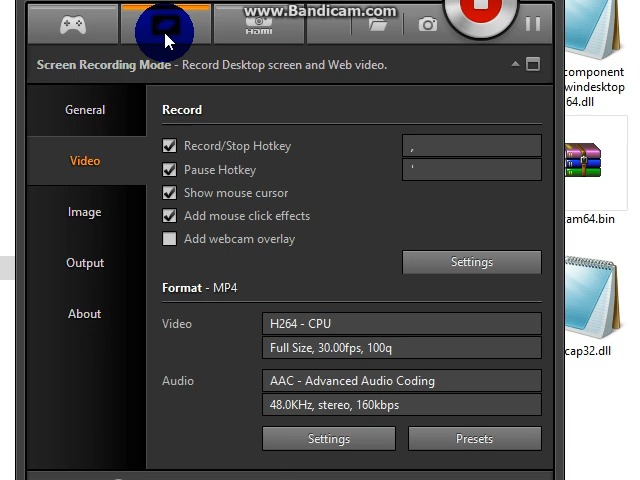 www.Bandicam.com
HDMI
Screen Recording Mode - Record Desktop screen and Web video.
General
Video
Image
Output
About
Record
Record/Stop Hotkey
,
Pause Hotkey
'
Show mouse cursor
Add mouse click effects
Add webcam overlay
Settings
Format - MP4
Video
H264 - CPU
Full Size, 30.00fps, 100q
Audio
AAC - Advanced Audio Coding
48.0KHz, stereo, 160kbps
Settings
Presets
component
windesktop
64.dll
cam64.bin
cap32.dll